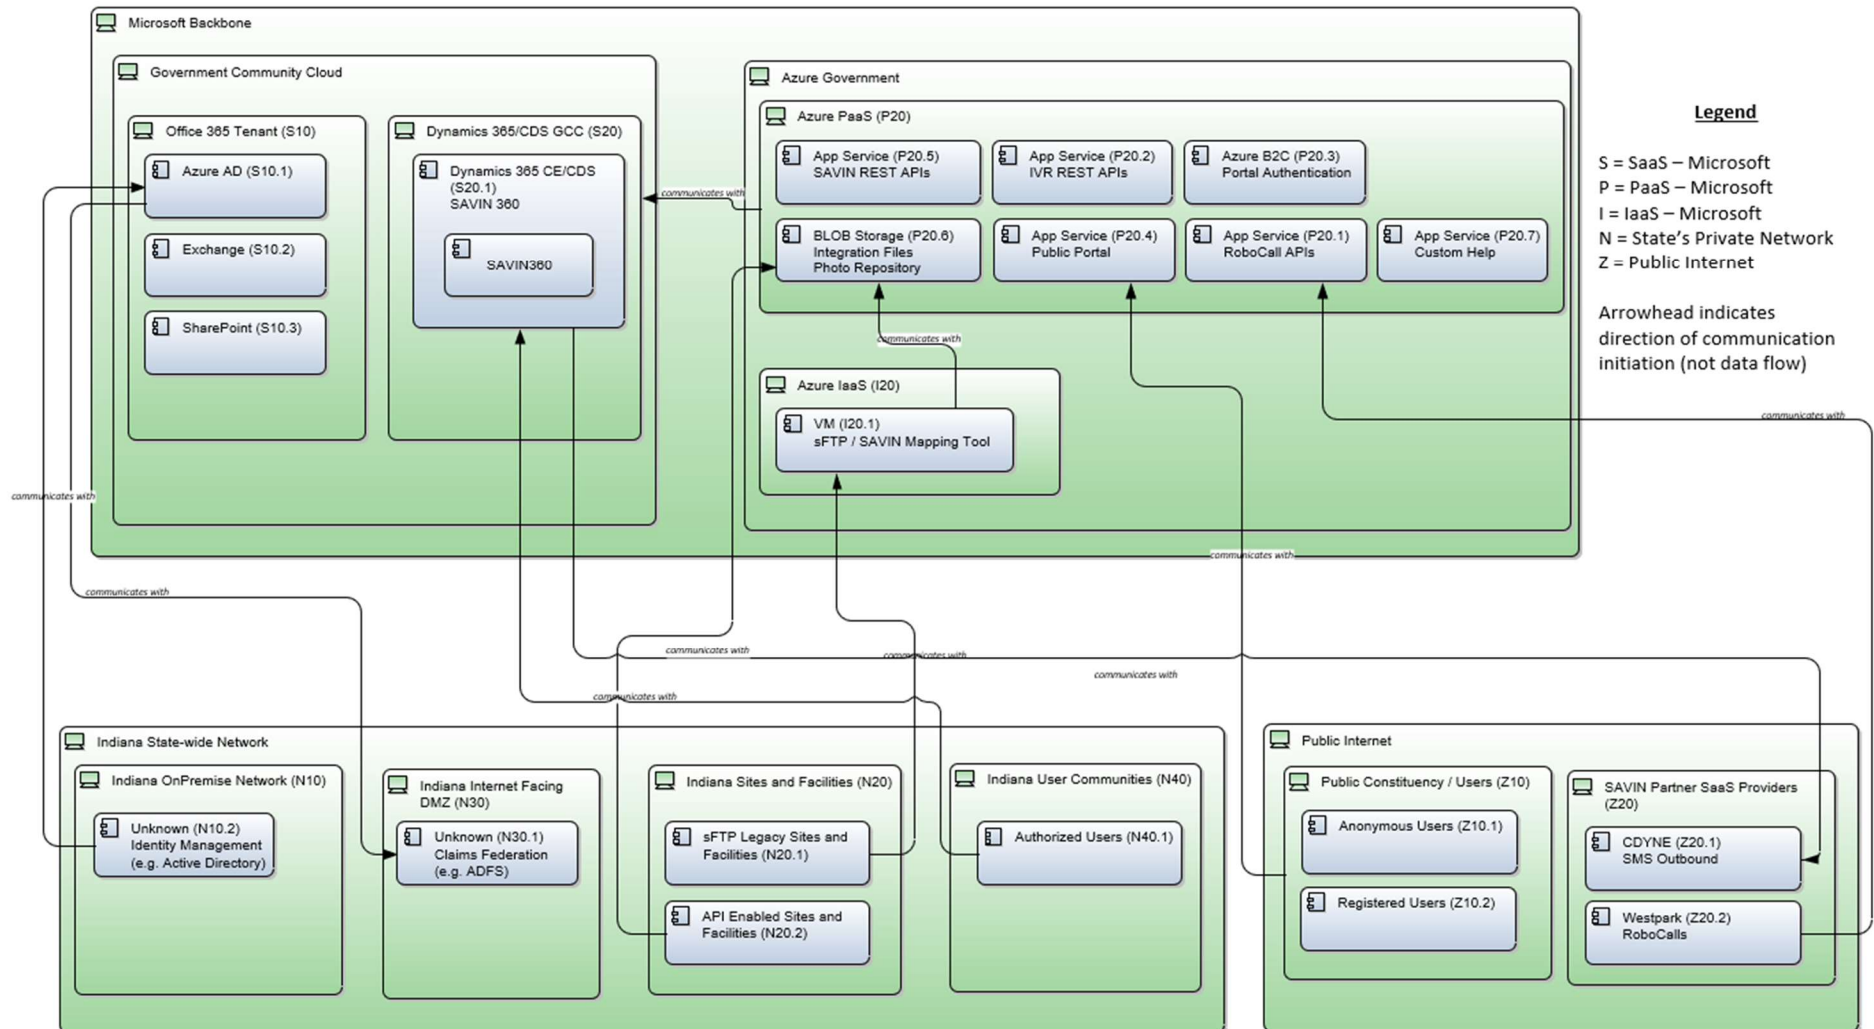 Microsoft Backbone
Government Community Cloud
Office 365 Tenant (S10)
Azure AD (S10.1)
Exchange (S10.2)
SharePoint (S10.3)
Dynamics 365/CDS GCC (S20)
Dynamics 365 CE/CDS
(S20.1)
SAVIN 360
SAVIN360
communicates with
Azure Government
Azure PaaS (P20)
App Service (P20.5)
SAVIN REST APIs
App Service (P20.2)
IVR REST APIs
Azure B2C (P20.3)
Portal Authentication
BLOB Storage (P20.6)
Integration Files
Photo Repository
App Service (P20.4)
Public Portal
App Service (P20.1)
RoboCall APIs
App Service (P20.7)
Custom Help
communicates with
Azure IaaS (I20)
VM (I20.1)
sFTP / SAVIN Mapping Tool
Legend
S = SaaS – Microsoft
P = PaaS – Microsoft
I = IaaS – Microsoft
N = State's Private Network
Z = Public Internet
Arrowhead indicates
direction of communication
initiation (not data flow)
communicates with
communicates with
communicates with
communicates with
communicates with
communicates with
communicates with
communicates with
Indiana State-wide Network
Indiana OnPremise Network (N10)
Unknown (N10.2)
Identity Management
(e.g. Active Directory)
Indiana Internet Facing
DMZ (N30)
Unknown (N30.1)
Claims Federation
(e.g. ADFS)
Indiana Sites and Facilities (N20)
sFTP Legacy Sites and
Facilities (N20.1)
API Enabled Sites and
Facilities (N20.2)
Indiana User Communities (N40)
Authorized Users (N40.1)
Public Internet
Public Constituency / Users (Z10)
Anonymous Users (Z10.1)
Registered Users (Z10.2)
SAVIN Partner SaaS Providers
(Z20)
CDYNE (Z20.1)
SMS Outbound
Westpark (Z20.2)
RoboCalls